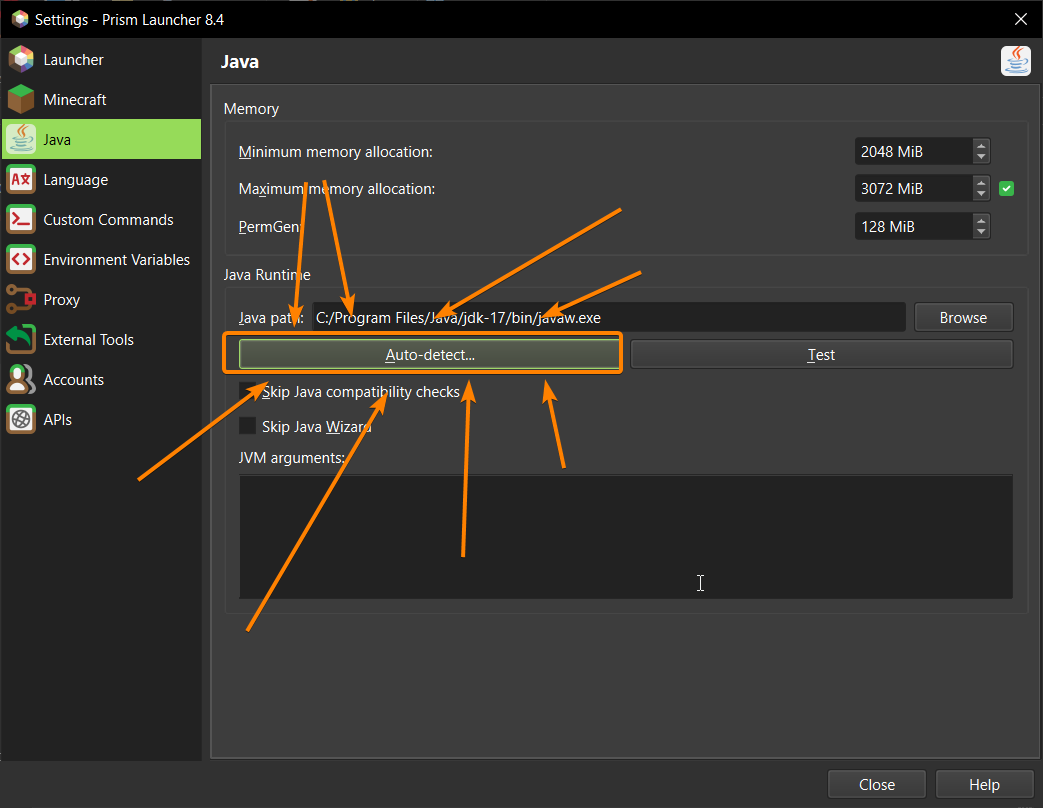 Settings - Prism Launcher 8.4
Launcher
Minecraft
Java
Language
Custom Commands
Environment Variables
Proxy
External Tools
Accounts
APIs
Java
Memory
Minimum memory allocation: 2048 MiB
Maximum memory allocation: 3072 MiB
PermGen: 128 MiB
Java Runtime
Java path: C:/Program Files/Java/jdk-17/bin/javaw.exe Browse
Auto-detect... Test
Skip Java compatibility checks
Skip Java Wizard
JVM arguments:
Close Help